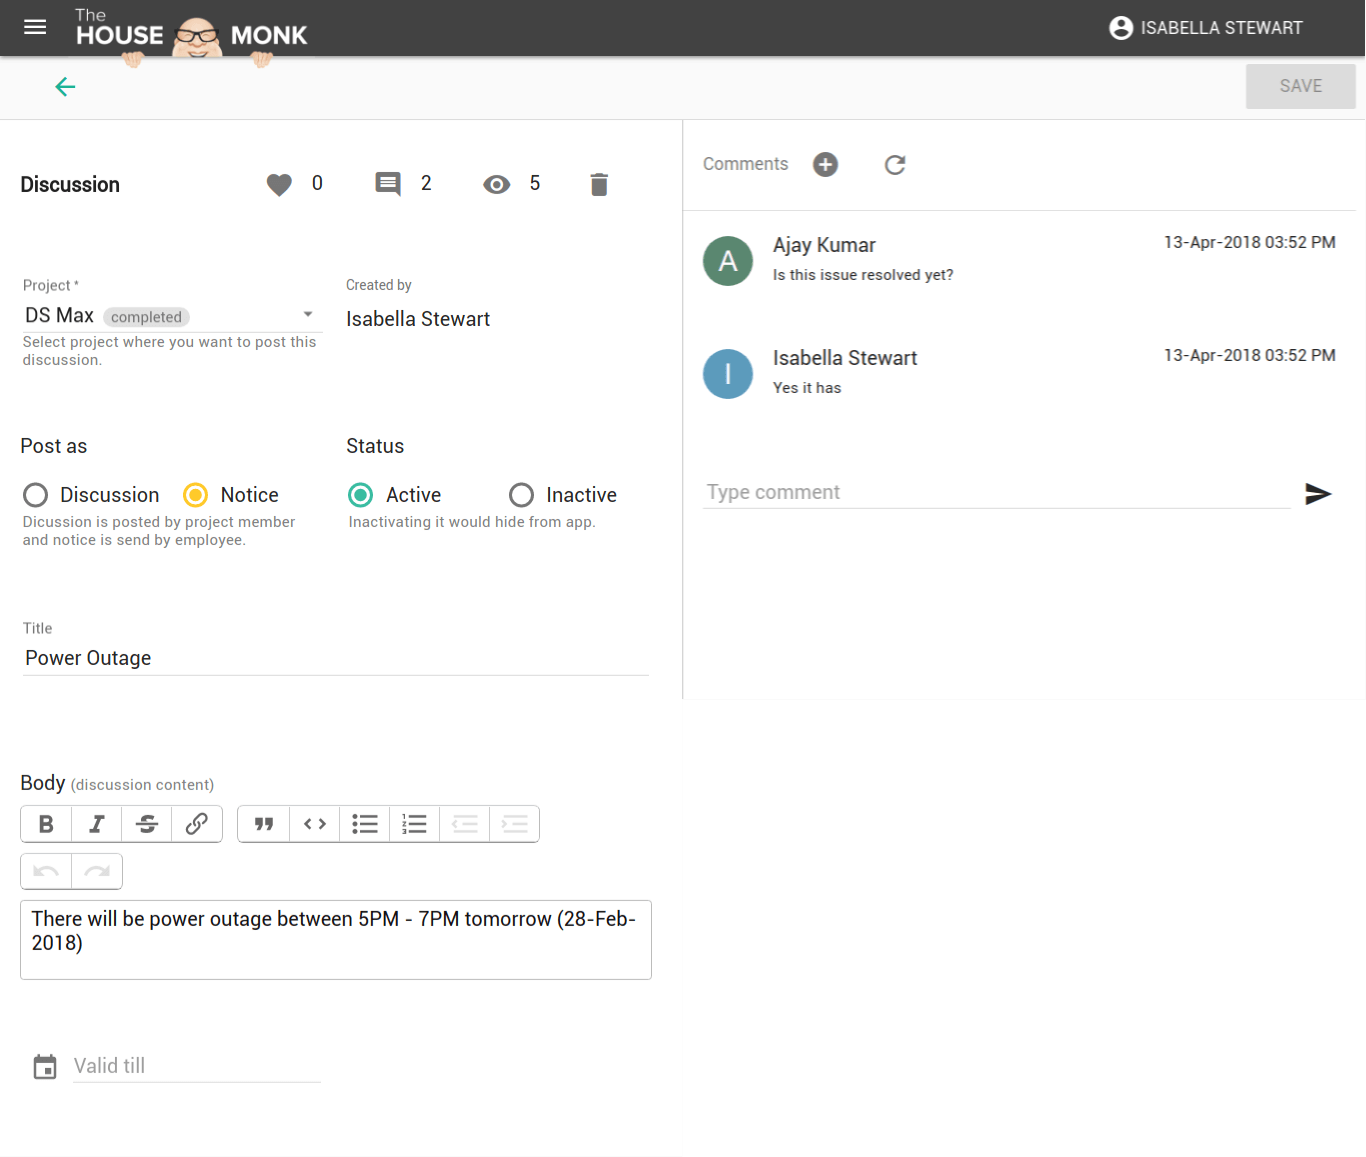 The
HOUSE MONK
ISABELLA STEWART
SAVE
Discussion
0
2
5
Project *
DS Max completed
Select project where you want to post this
discussion.
Created by
Isabella Stewart
Post as
Discussion Notice
Dicussion is posted by project member
and notice is send by employee.
Status
Active Inactive
Inactivating it would hide from app.
Title
Power Outage
Body (discussion content)
There will be power outage between 5PM - 7PM tomorrow (28-Feb-
2018)
Valid till
Comments
A
Ajay Kumar
13-Apr-2018 03:52 PM
Is this issue resolved yet?
I
Isabella Stewart
13-Apr-2018 03:52 PM
Yes it has
Type comment